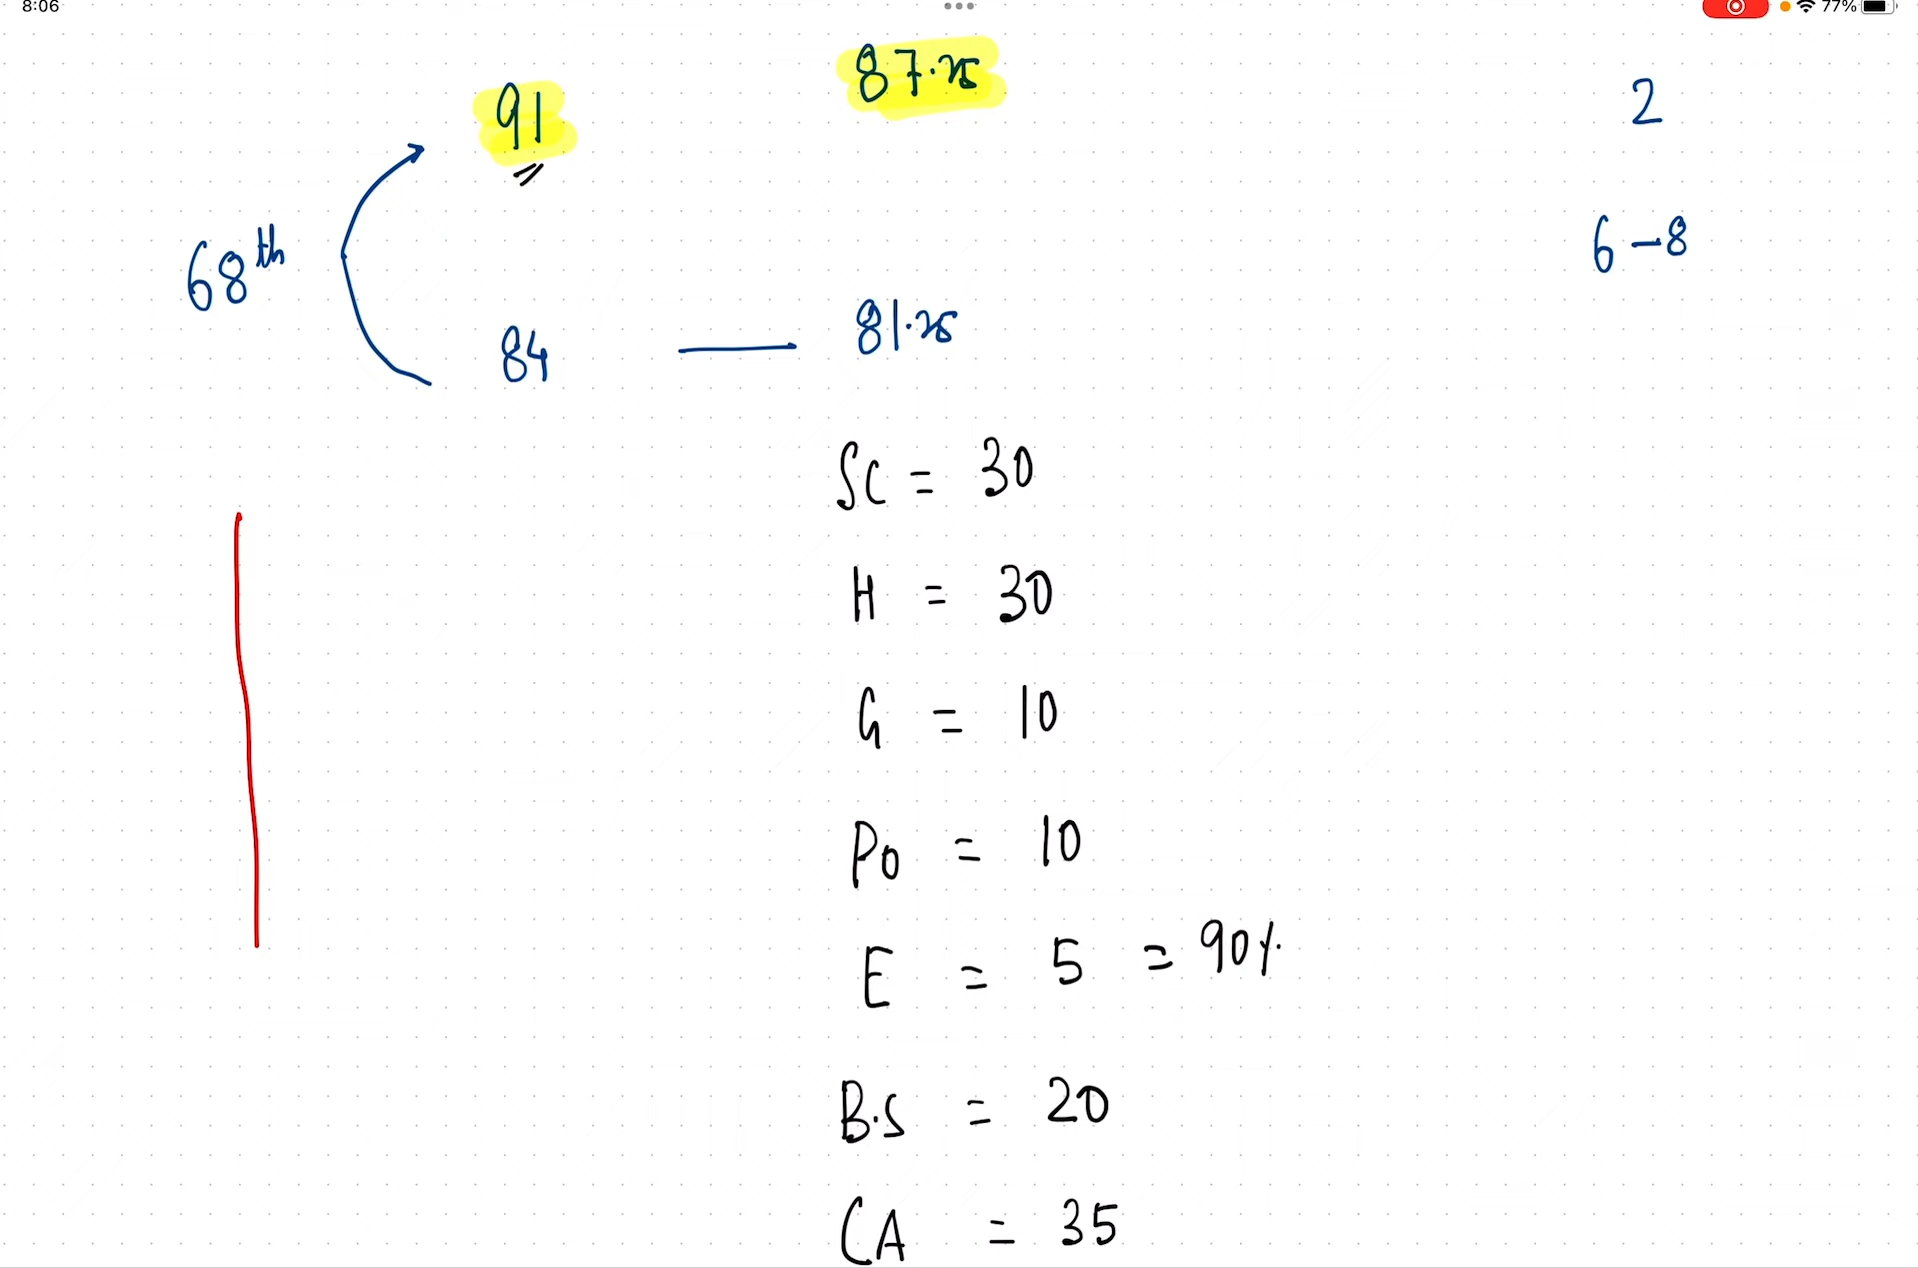 8:06
77%
87.25
91
2
68th
6-8
84 — 81.25
SC = 30
H = 30
G = 10
Po = 10
E = 5 = 90%
B.S = 20
CA = 35